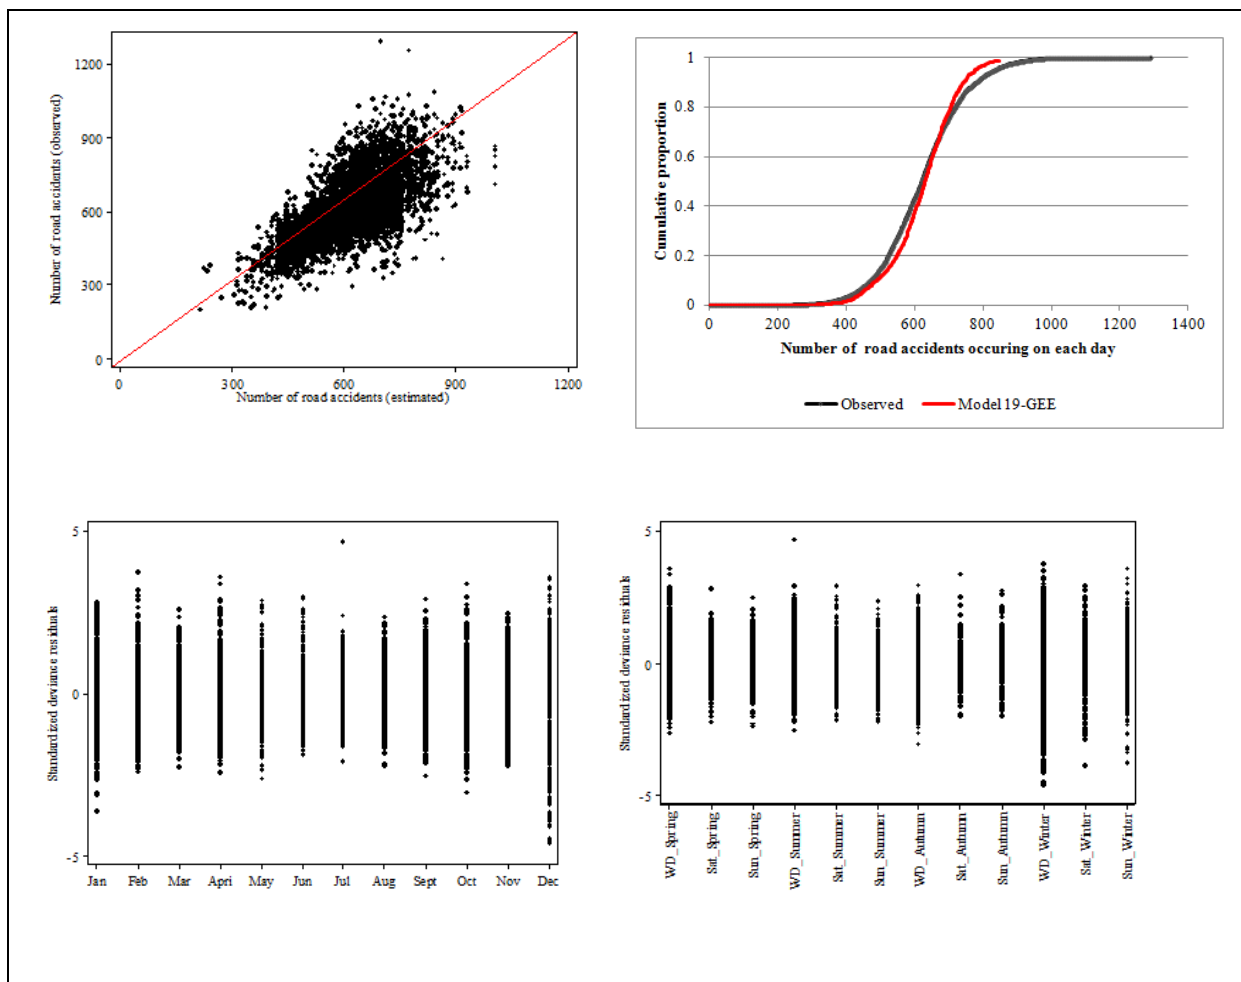 1200
900
600
300
0
Number of road accidents (observed)
0 300 600 900 1200
Number of road accidents (estimated)
1
0.8
0.6
0.4
0.2
0
Cumulative proportion
0 200 400 600 800 1000 1200 1400
Number of road accidents occuring on each day
Observed Model 19-GEE
5
0
-5
Standardized deviance residuals
Jan Feb Mar Apri May Jun Jul Aug Sept Oct Nov Dec
5
0
-5
Standardized deviance residuals
WD_Spring
Sat_Spring
Sun_Spring
WD_Summer
Sat_Summer
Sun_Summer
WD_Autumn
Sat_Autumn
Sun_Autumn
WD_Winter
Sat_Winter
Sun_Winter